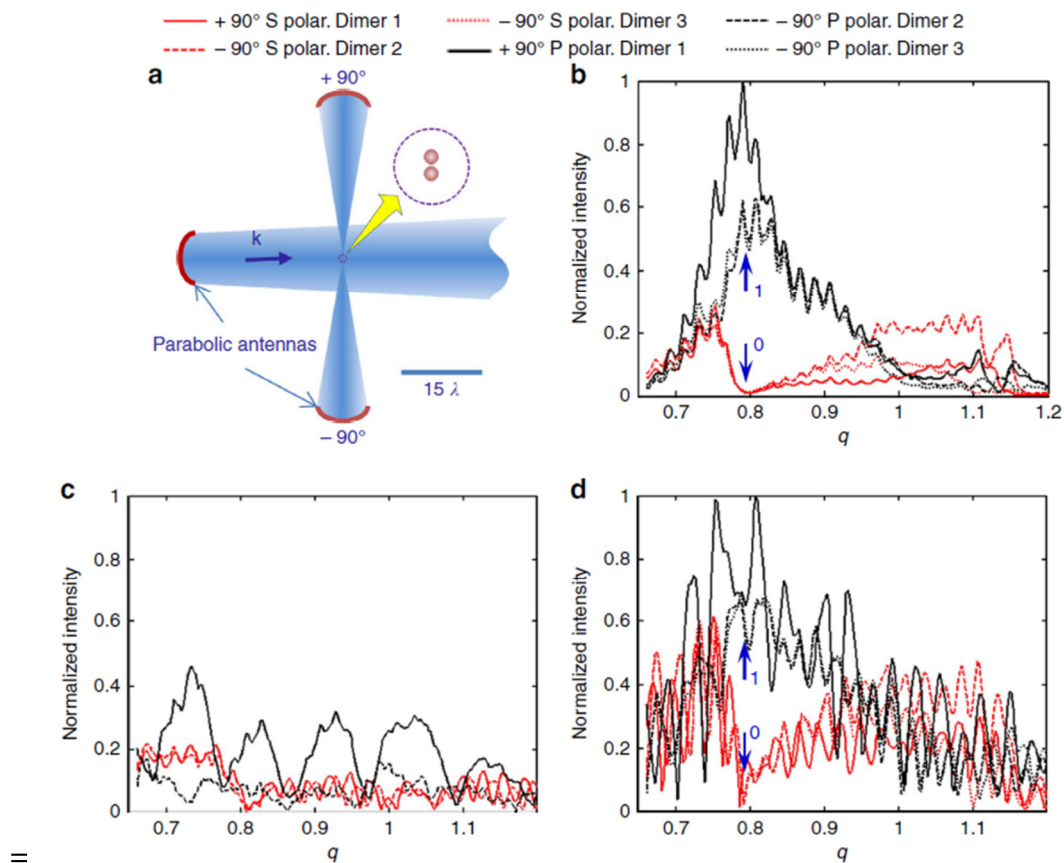 + 90° S polar. Dimer 1
– 90° S polar. Dimer 2
– 90° S polar. Dimer 3
+ 90° P polar. Dimer 1
– 90° P polar. Dimer 2
– 90° P polar. Dimer 3
a
+ 90°
k
Parabolic antennas
15 λ
– 90°
b
Normalized intensity
1
0.8
0.6
0.4
0.2
0
1
0
0.7
0.8
0.9
1
1.1
1.2
q
c
Normalized intensity
1
0.8
0.6
0.4
0.2
0
0.7
0.8
0.9
1
1.1
q
d
Normalized intensity
1
0.8
0.6
0.4
0.2
0
1
0
0.7
0.8
0.9
1
1.1
q
=